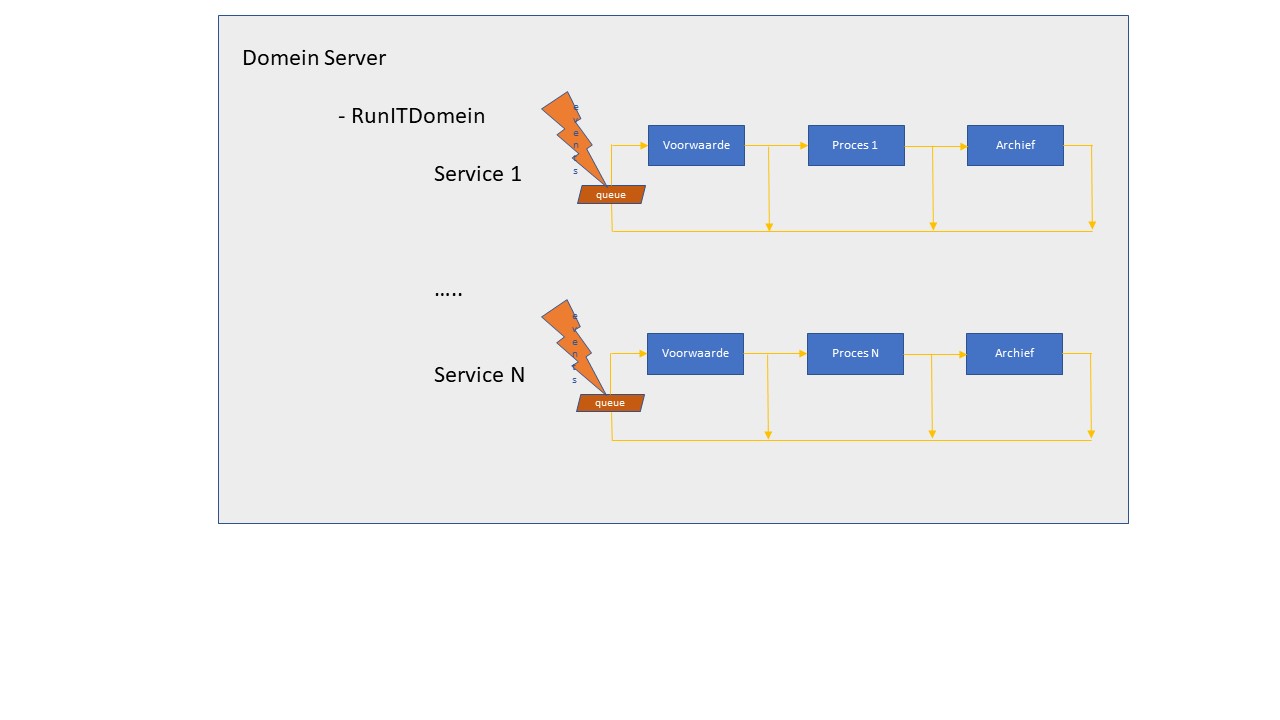 Domein Server
- RunITDomein
Service 1
events
Voorwaarde
Proces 1
Archief
queue
…..
Service N
events
Voorwaarde
Proces N
Archief
queue